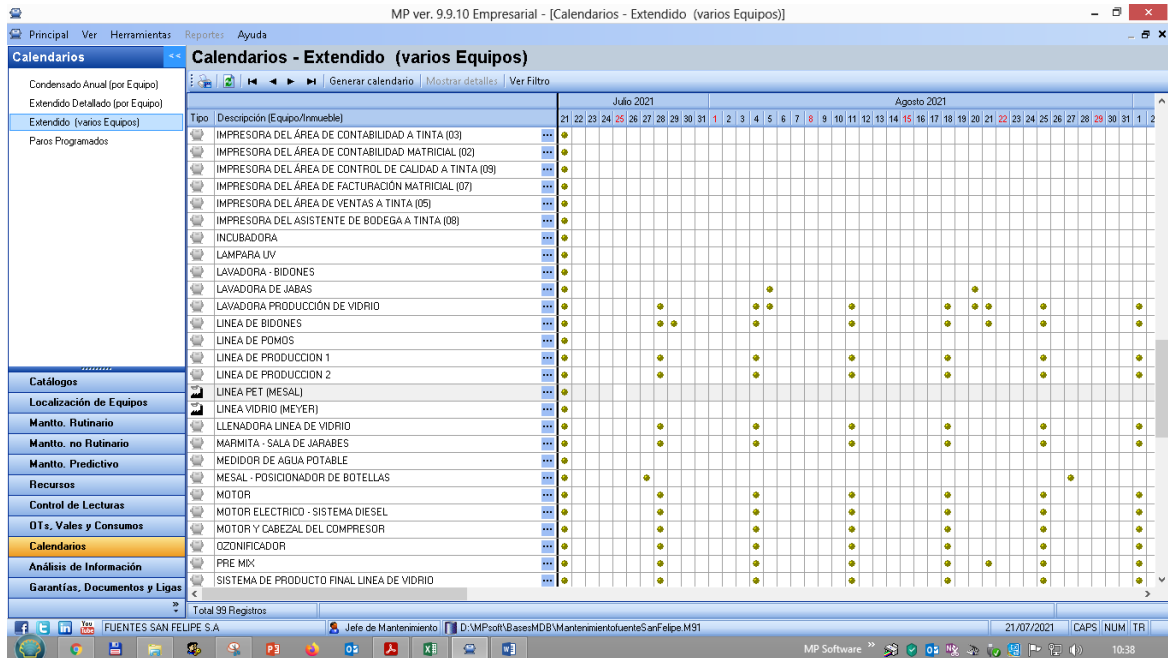 MP ver. 9.9.10 Empresarial - [Calendarios - Extendido (varios Equipos)]
Principal Ver Herramientas Reportes Ayuda
Calendarios <<
Calendarios - Extendido (varios Equipos)
Condensado Anual (por Equipo)
Extendido Detallado (por Equipo)
Extendido (varios Equipos)
Paros Programados
Generar calendario Mostrar detalles Ver Filtro
Julio 2021 Agosto 2021
Tipo Descripción (Equipo/Inmueble) 21 22 23 24 25 26 27 28 29 30 31 1 2 3 4 5 6 7 8 9 10 11 12 13 14 15 16 17 18 19 20 21 22 23 24 25 26 27 28 29 30 31 1 2
IMPRESORA DEL ÁREA DE CONTABILIDAD A TINTA (03)
IMPRESORA DEL ÁREA DE CONTABILIDAD MATRICIAL (02)
IMPRESORA DEL ÁREA DE CONTROL DE CALIDAD A TINTA (09)
IMPRESORA DEL ÁREA DE FACTURACIÓN MATRICIAL (07)
IMPRESORA DEL ÁREA DE VENTAS A TINTA (05)
IMPRESORA DEL ASISTENTE DE BODEGA A TINTA (08)
INCUBADORA
LAMPARA UV
LAVADORA - BIDONES
LAVADORA DE JABAS
LAVADORA PRODUCCIÓN DE VIDRIO
LINEA DE BIDONES
LINEA DE POMOS
LINEA DE PRODUCCION 1
LINEA DE PRODUCCION 2
LINEA PET (MESAL)
LINEA VIDRIO (MEYER)
LLENADORA LINEA DE VIDRIO
MARMITA - SALA DE JARABES
MEDIDOR DE AGUA POTABLE
MESAL - POSICIONADOR DE BOTELLAS
MOTOR
MOTOR ELECTRICO - SISTEMA DIESEL
MOTOR Y CABEZAL DEL COMPRESOR
OZONIFICADOR
PRE MIX
SISTEMA DE PRODUCTO FINAL LINEA DE VIDRIO
Catálogos
Localización de Equipos
Mantto. Rutinario
Mantto. no Rutinario
Mantto. Predictivo
Recursos
Control de Lecturas
OTs, Vales y Consumos
Calendarios
Análisis de Información
Garantías, Documentos y Ligas
Total 99 Registros
FUENTES SAN FELIPE S.A Jefe de Mantenimiento D:\MPsoft\BasesMDB\MantenimientofuenteSanFelipe.M91 21/07/2021 CAPS NUM TR
MP Software » 10:38